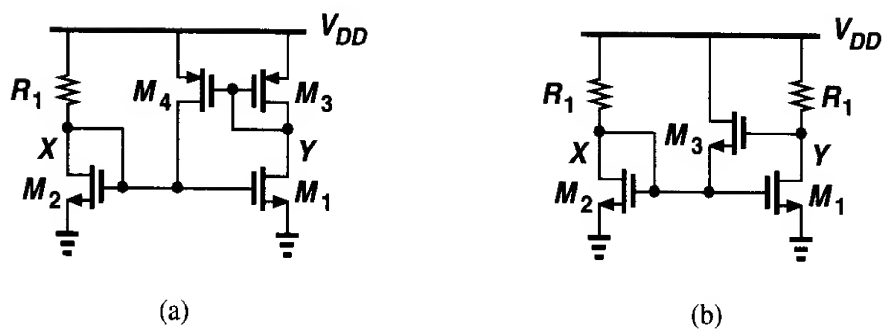 V_DD
R_1
M_4
M_3
X
Y
M_2
M_1
(a)
V_DD
R_1
R_1
M_3
X
Y
M_2
M_1
(b)